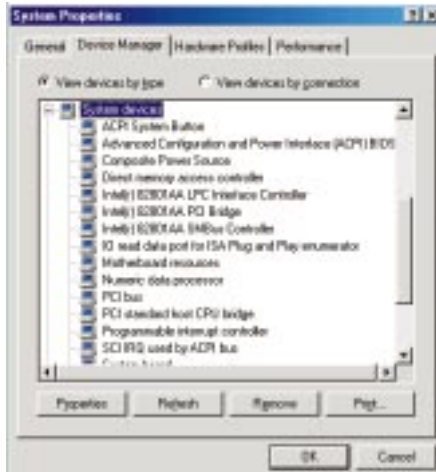 System Properties
General Device Manager Hardware Profiles Performance
View devices by type View devices by connection
System devices
ACPI System Button
Advanced Configuration and Power Interface (ACPI) BIOS
Composite Power Source
Direct memory access controller
Intel(r) 82801AA LPC Interface Controller
Intel(r) 82801AA PCI Bridge
Intel(r) 82801AA SMBus Controller
IO read data port for ISA Plug and Play enumerator
Motherboard resources
Numeric data processor
PCI bus
PCI standard host CPU bridge
Programmable interrupt controller
SCI IRQ used by ACPI bus
System board
Properties Refresh Remove Print...
OK Cancel